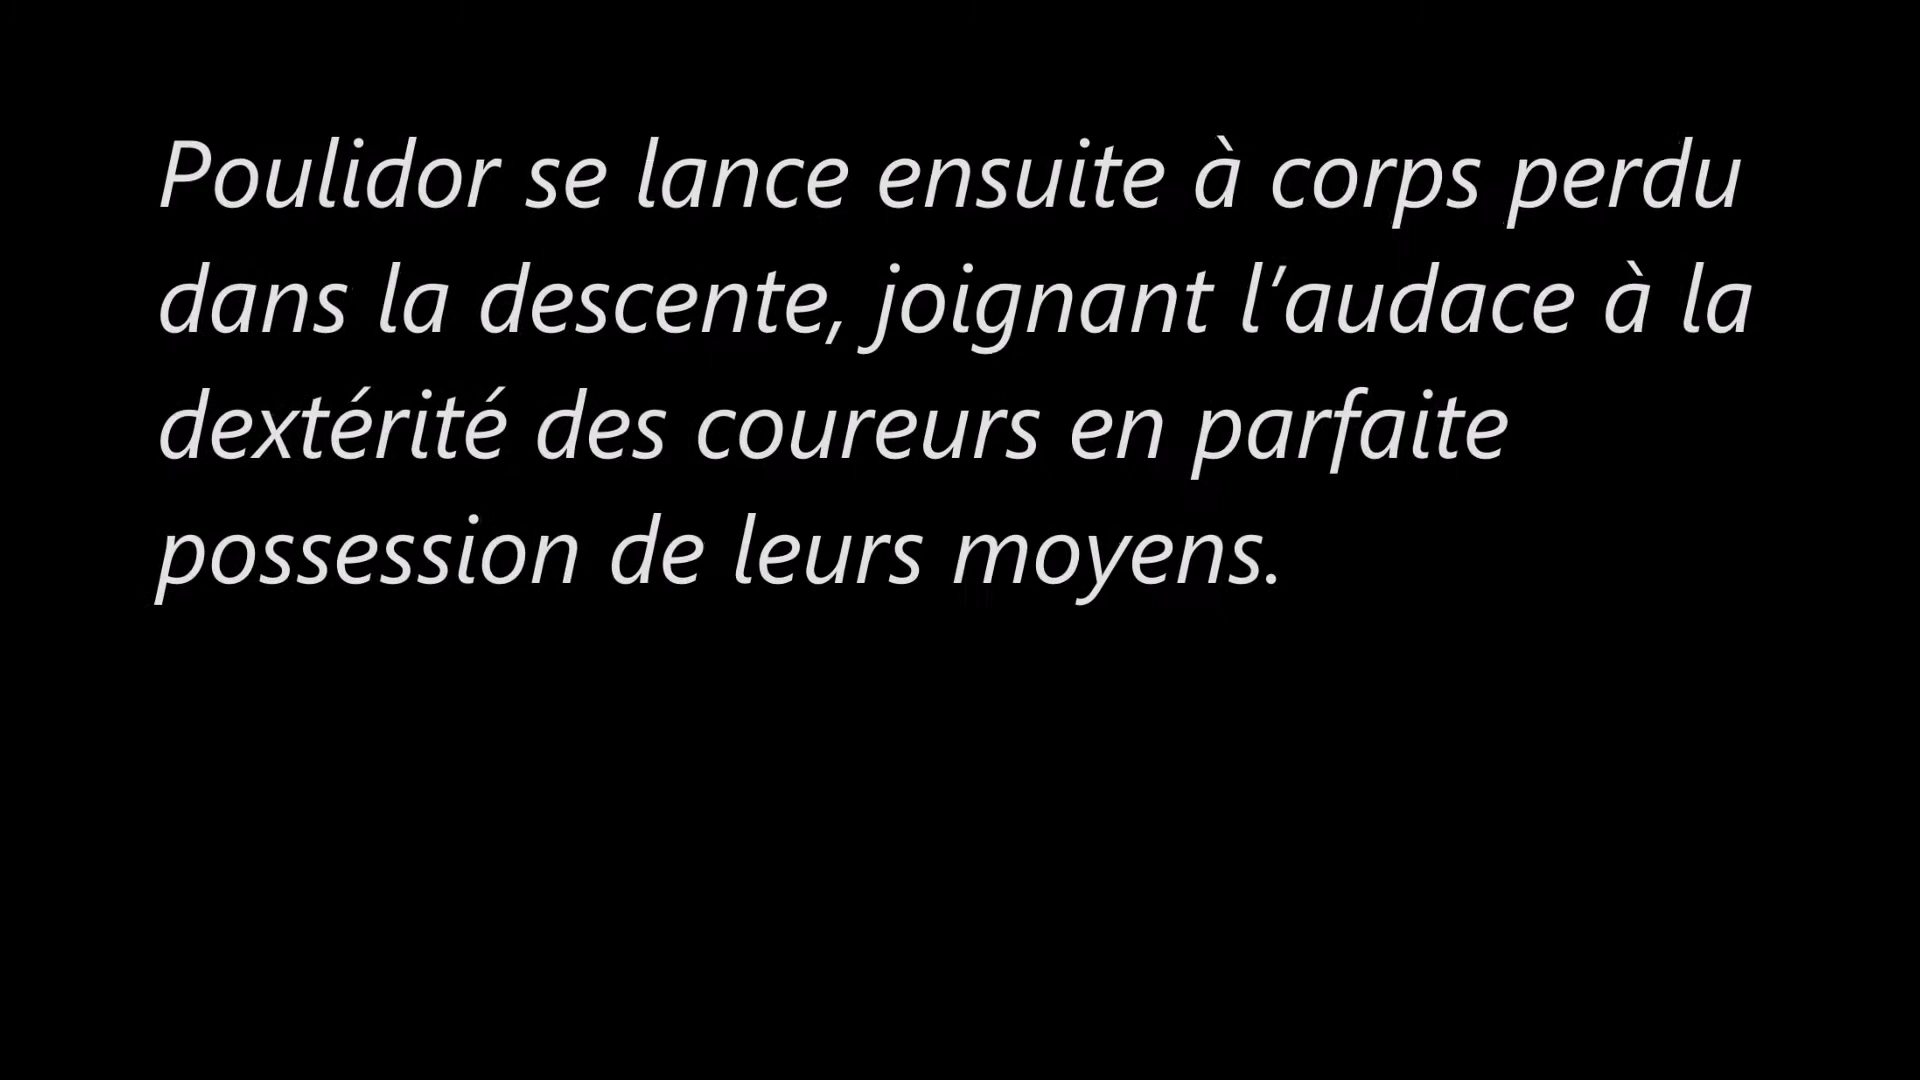 Poulidor se lance ensuite à corps perdu
dans la descente, joignant l’audace à la
dextérité des coureurs en parfaite
possession de leurs moyens.